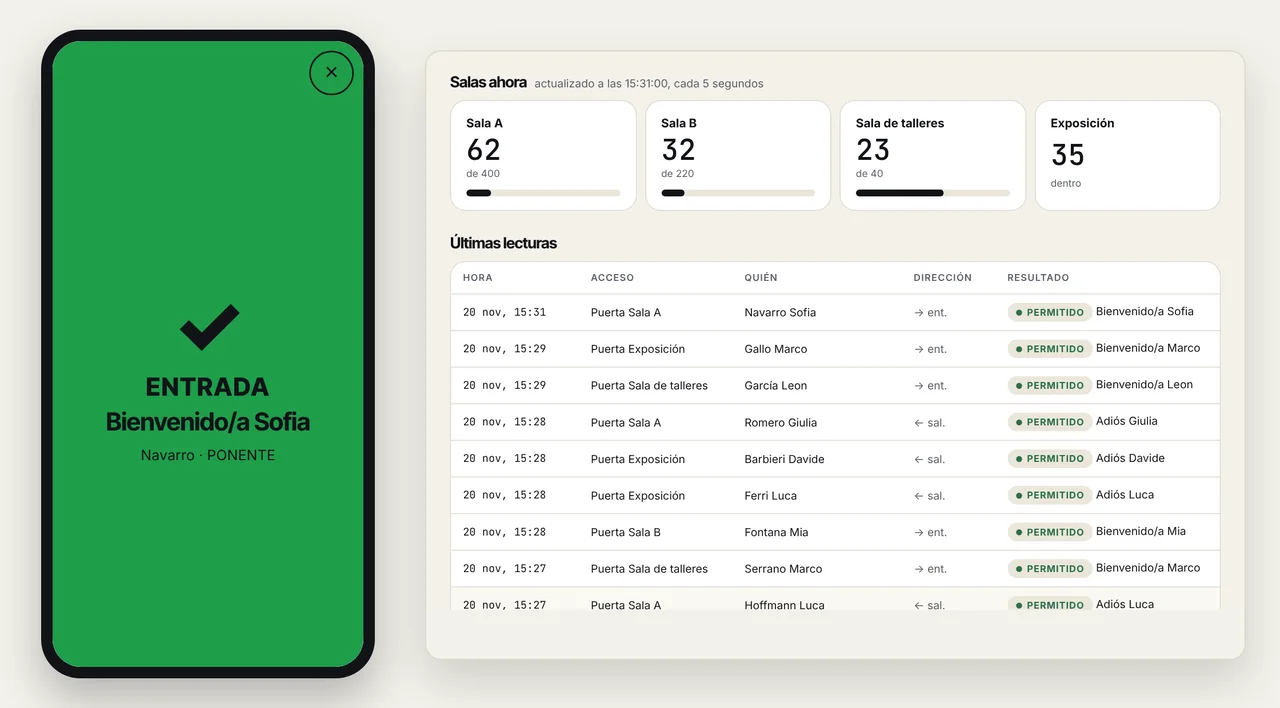 ENTRADA
Bienvenido/a Sofia
Navarro · PONENTE
Salas ahora actualizado a las 15:31:00, cada 5 segundos
Sala A
62
de 400
Sala B
32
de 220
Sala de talleres
23
de 40
Exposición
35
dentro
Últimas lecturas
HORA ACCESO QUIÉN DIRECCIÓN RESULTADO
20 nov, 15:31 Puerta Sala A Navarro Sofia → ent. PERMITIDO Bienvenido/a Sofia
20 nov, 15:29 Puerta Exposición Gallo Marco → ent. PERMITIDO Bienvenido/a Marco
20 nov, 15:29 Puerta Sala de talleres García Leon → ent. PERMITIDO Bienvenido/a Leon
20 nov, 15:28 Puerta Sala A Romero Giulia ← sal. PERMITIDO Adiós Giulia
20 nov, 15:28 Puerta Exposición Barbieri Davide ← sal. PERMITIDO Adiós Davide
20 nov, 15:28 Puerta Exposición Ferri Luca ← sal. PERMITIDO Adiós Luca
20 nov, 15:28 Puerta Sala B Fontana Mia → ent. PERMITIDO Bienvenido/a Mia
20 nov, 15:27 Puerta Sala de talleres Serrano Marco → ent. PERMITIDO Bienvenido/a Marco
20 nov, 15:27 Puerta Sala A Hoffmann Luca ← sal. PERMITIDO Adiós Luca